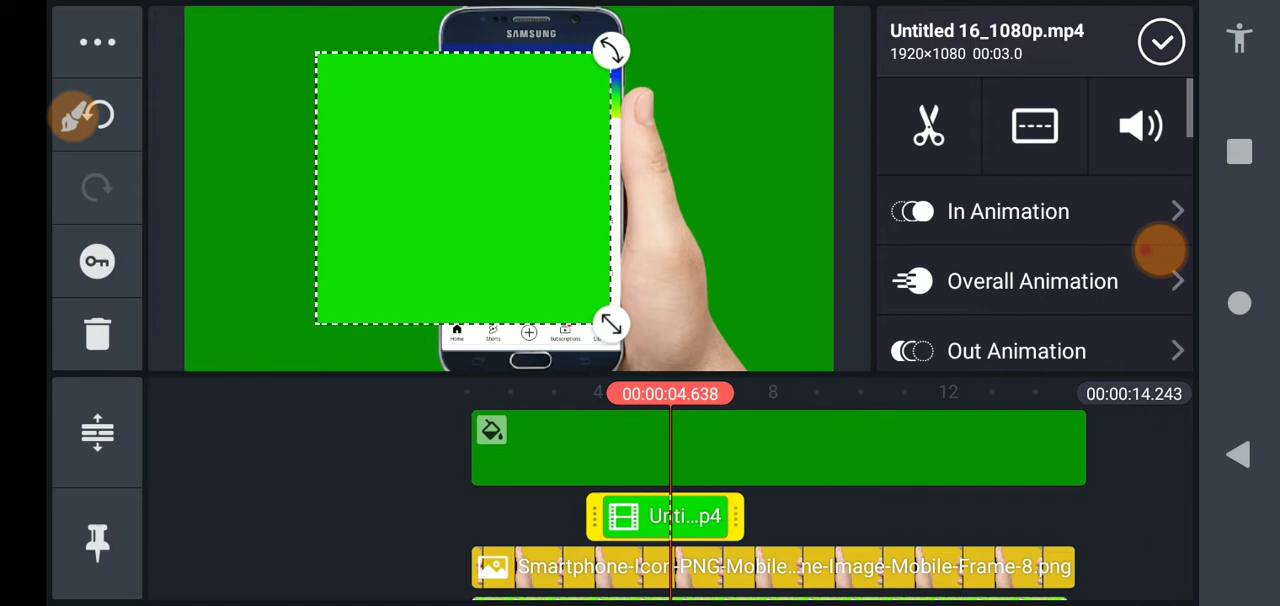 SAMSUNG
Untitled 16_1080p.mp4
1920×1080 00:03.0
In Animation
Overall Animation
Out Animation
Home
Shorts
Subscriptions
4
00:00:04.638
8
12
00:00:14.243
Unti...p4
Smartphone-Icon-PNG-Mobile...ne-Image-Mobile-Frame-8.png